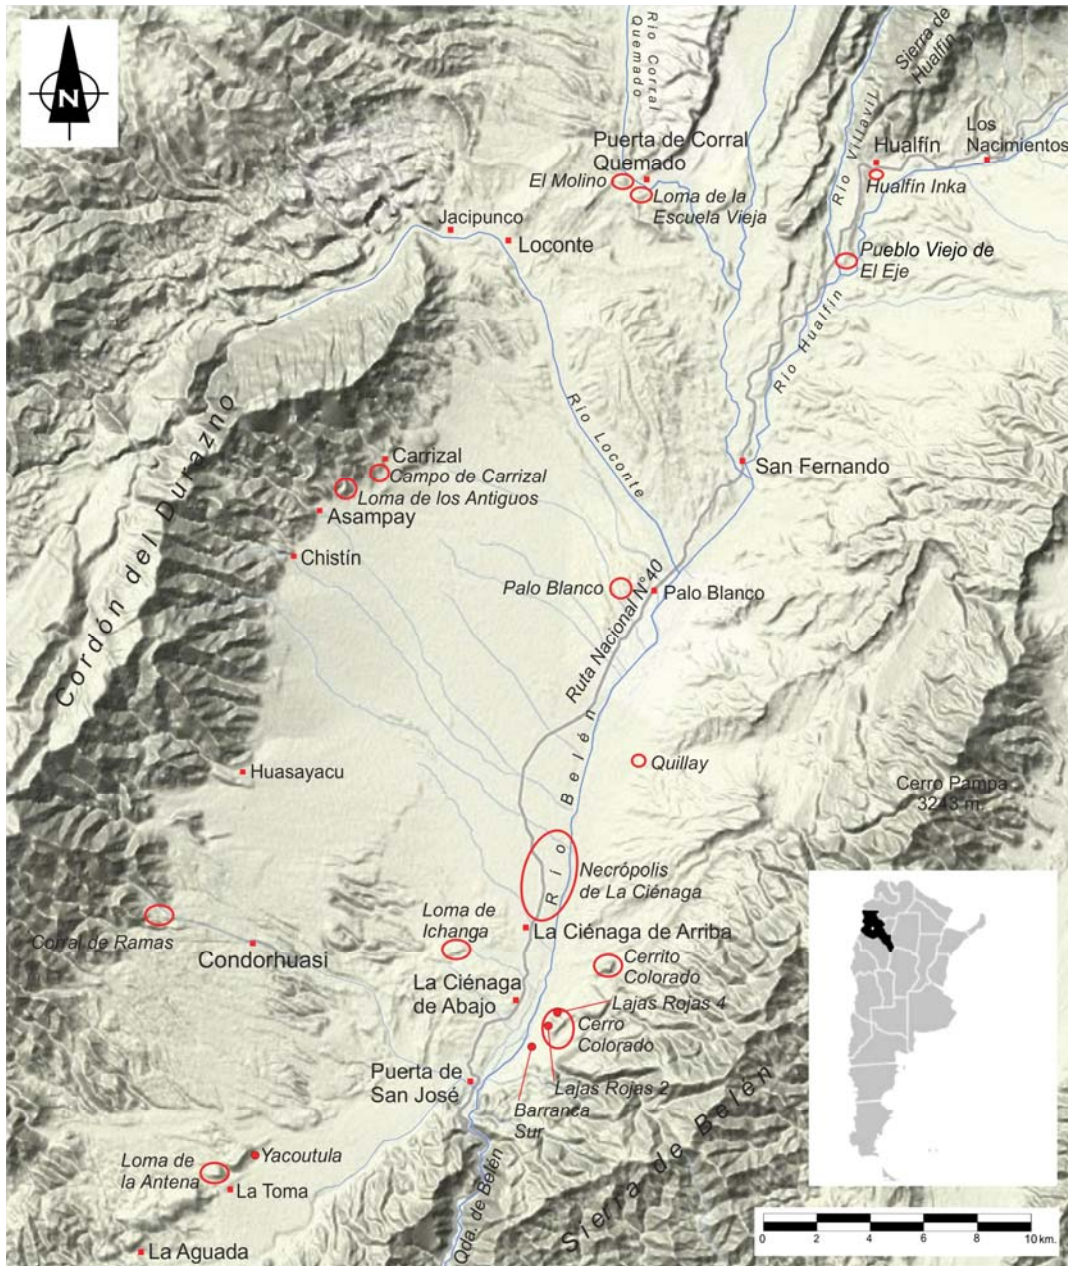 N
Río Corral
Quemado
Sierra de
Hualfín
Río Villavil
Puerta de Corral
Quemado
El Molino
Loma de la
Escuela Vieja
Hualfín
Los
Nacimientos
Hualfín Inka
Jacipunco
Loconte
Pueblo Viejo de
El Eje
Río Hualfín
Cordón del Durazno
Río Loconte
Carrizal
Campo de Carrizal
Loma de los Antiguos
Asampay
Chistín
San Fernando
Palo Blanco
Palo Blanco
Ruta Nacional N°40
Río Belén
Huasayacu
Quillay
Cerro Pampa
3243 m.
Necrópolis
de La Ciénaga
Corral de Ramas
Condorhuasi
Loma de
Ichanga
La Ciénaga de Arriba
Cerrito
Colorado
La Ciénaga
de Abajo
Lajas Rojas 4
Cerro
Colorado
Puerta de
San José
Lajas Rojas 2
Barranca
Sur
Sierra de Belén
Loma de
la Antena
Yacoutula
La Toma
Qda. de Belén
La Aguada
0 2 4 6 8 10 km.